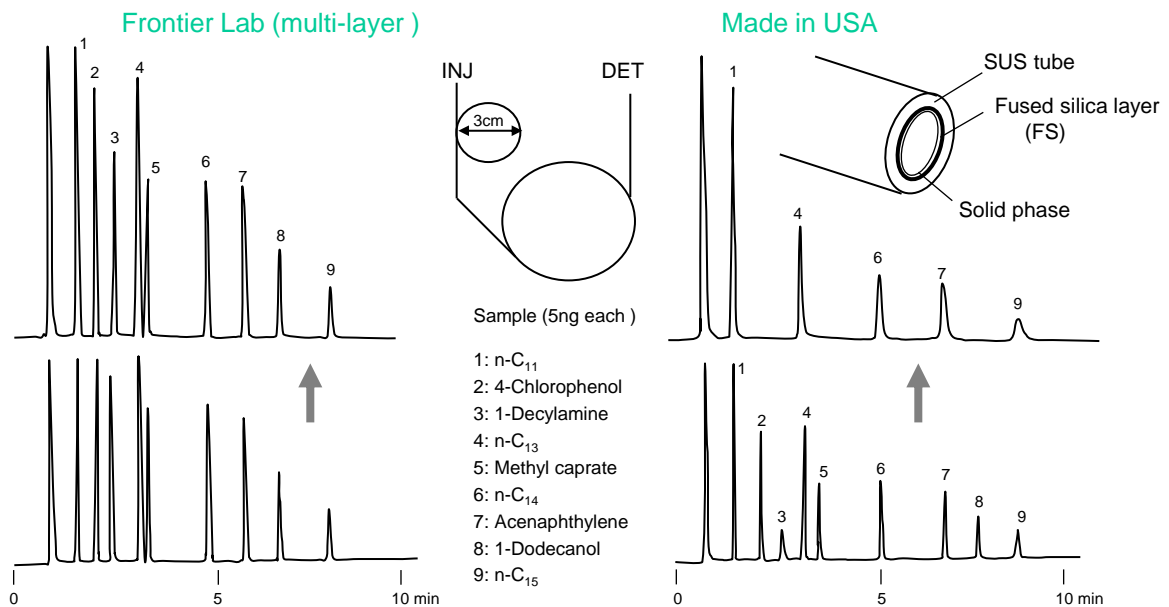 Frontier Lab (multi-layer )
1
2
3
4
5
6
7
8
9
INJ
DET
3cm
Made in USA
SUS tube
Fused silica layer
(FS)
Solid phase
1
4
6
7
9
Sample (5ng each )
1: n-C₁₁
2: 4-Chlorophenol
3: 1-Decylamine
4: n-C₁₃
5: Methyl caprate
6: n-C₁₄
7: Acenaphthylene
8: 1-Dodecanol
9: n-C₁₅
1
2
3
4
5
6
7
8
9
0 5 10 min
0 5 10 min